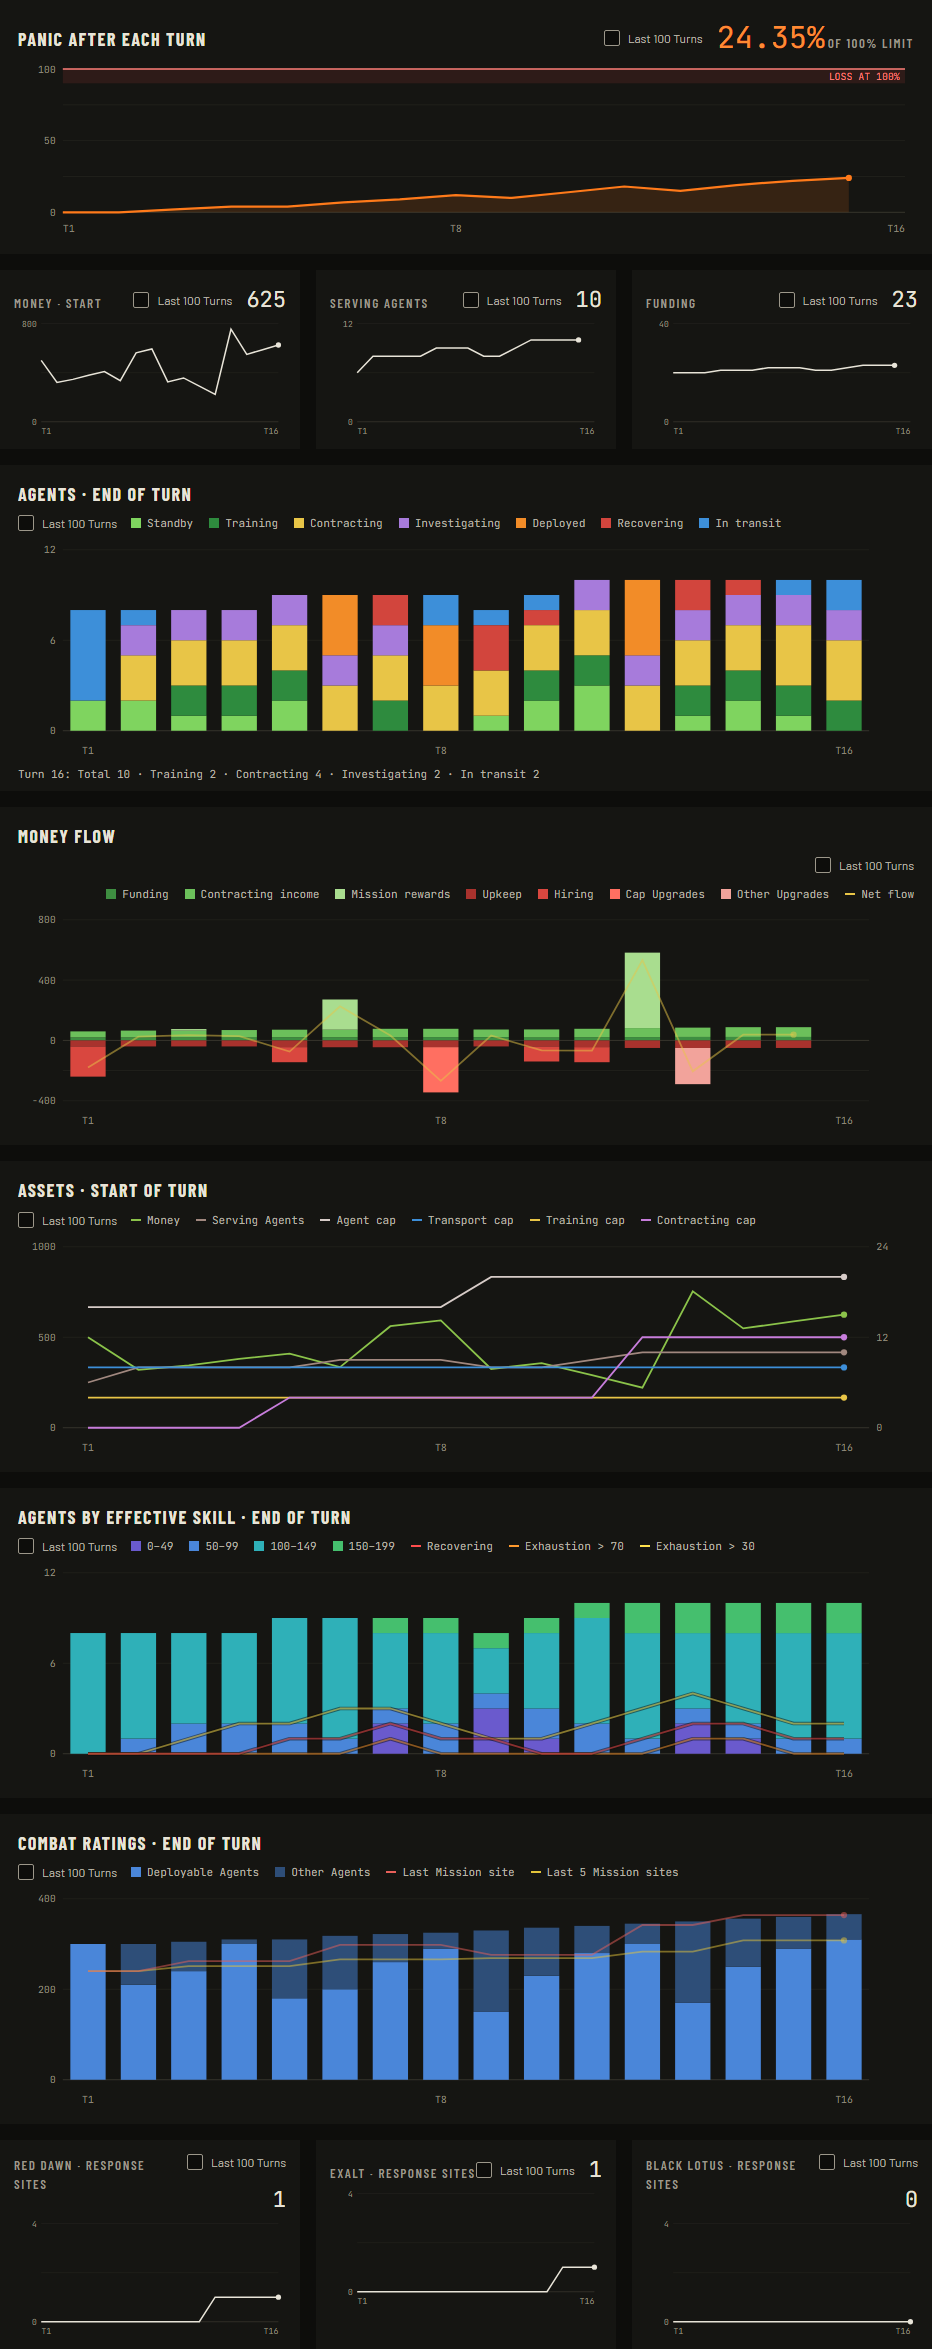 PANIC AFTER EACH TURN
Last 100 Turns
24.35% OF 100% LIMIT
100
LOSS AT 100%
50
0
T1 T8 T16
MONEY · START
Last 100 Turns
625
800
0
T1 T16
SERVING AGENTS
Last 100 Turns
10
12
0
T1 T16
FUNDING
Last 100 Turns
23
40
0
T1 T16
AGENTS · END OF TURN
Last 100 Turns Standby Training Contracting Investigating Deployed Recovering In transit
12
6
0
T1 T8 T16
Turn 16: Total 10 · Training 2 · Contracting 4 · Investigating 2 · In transit 2
MONEY FLOW
Last 100 Turns
Funding Contracting income Mission rewards Upkeep Hiring Cap Upgrades Other Upgrades Net flow
800
400
0
-400
T1 T8 T16
ASSETS · START OF TURN
Last 100 Turns Money Serving Agents Agent cap Transport cap Training cap Contracting cap
1000 24
500 12
0 0
T1 T8 T16
AGENTS BY EFFECTIVE SKILL · END OF TURN
Last 100 Turns 0–49 50–99 100–149 150–199 Recovering Exhaustion > 70 Exhaustion > 30
12
6
0
T1 T8 T16
COMBAT RATINGS · END OF TURN
Last 100 Turns Deployable Agents Other Agents Last Mission site Last 5 Mission sites
400
200
0
T1 T8 T16
RED DAWN · RESPONSE
SITES
Last 100 Turns
1
4
0
T1 T16
EXALT · RESPONSE SITES
Last 100 Turns
1
4
0
T1 T16
BLACK LOTUS · RESPONSE
SITES
Last 100 Turns
0
4
0
T1 T16